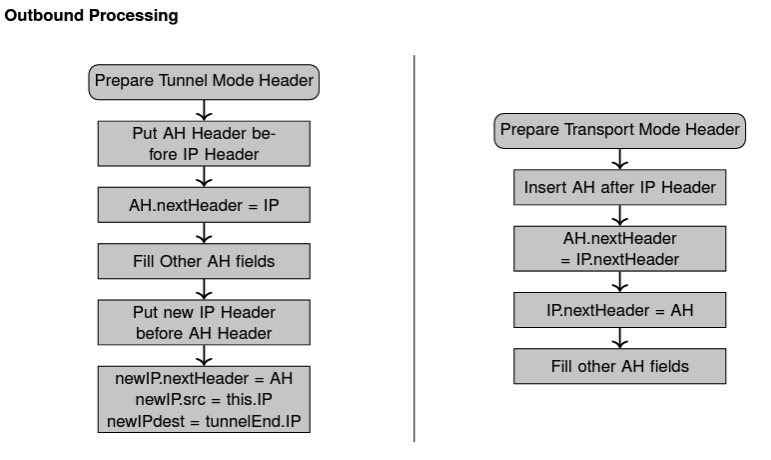 Outbound Processing
Prepare Tunnel Mode Header
Put AH Header be-
fore IP Header
AH.nextHeader = IP
Fill Other AH fields
Put new IP Header
before AH Header
newIP.nextHeader = AH
newIP.src = this.IP
newIPdest = tunnelEnd.IP
Prepare Transport Mode Header
Insert AH after IP Header
AH.nextHeader
= IP.nextHeader
IP.nextHeader = AH
Fill other AH fields